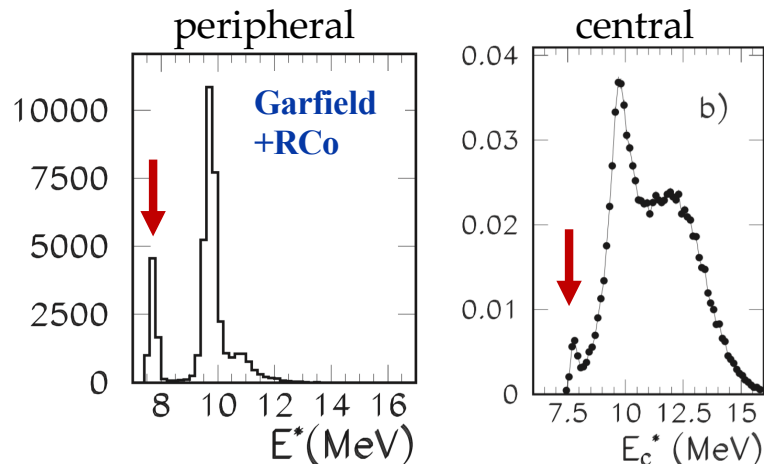 peripheral
10000
7500
5000
2500
0
8 10 12 14 16
E*(MeV)
Garfield
+RCo
central
0.04
0.03
0.02
0.01
0
7.5 10 12.5 15
E_c*(MeV)
b)